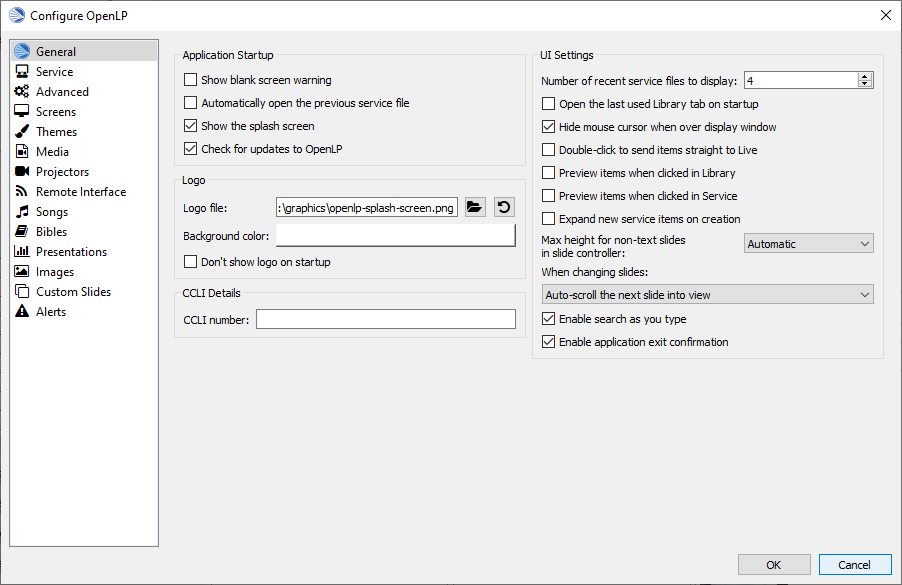 Configure OpenLP
General
Service
Advanced
Screens
Themes
Media
Projectors
Remote Interface
Songs
Bibles
Presentations
Images
Custom Slides
Alerts
Application Startup
Show blank screen warning
Automatically open the previous service file
Show the splash screen
Check for updates to OpenLP
Logo
Logo file: :\graphics\openlp-splash-screen.png
Background color:
Don't show logo on startup
CCLI Details
CCLI number:
UI Settings
Number of recent service files to display: 4
Open the last used Library tab on startup
Hide mouse cursor when over display window
Double-click to send items straight to Live
Preview items when clicked in Library
Preview items when clicked in Service
Expand new service items on creation
Max height for non-text slides
in slide controller:
Automatic
When changing slides:
Auto-scroll the next slide into view
Enable search as you type
Enable application exit confirmation
OK
Cancel